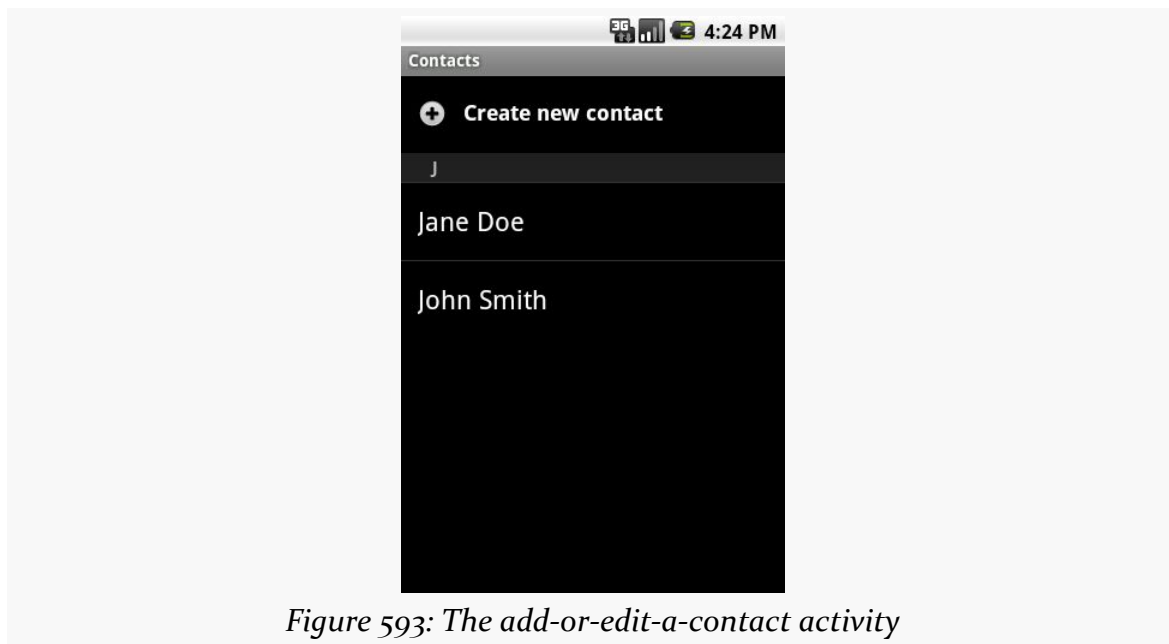 3G 4:24 PM
Contacts
Create new contact
J
Jane Doe
John Smith
Figure 593: The add-or-edit-a-contact activity